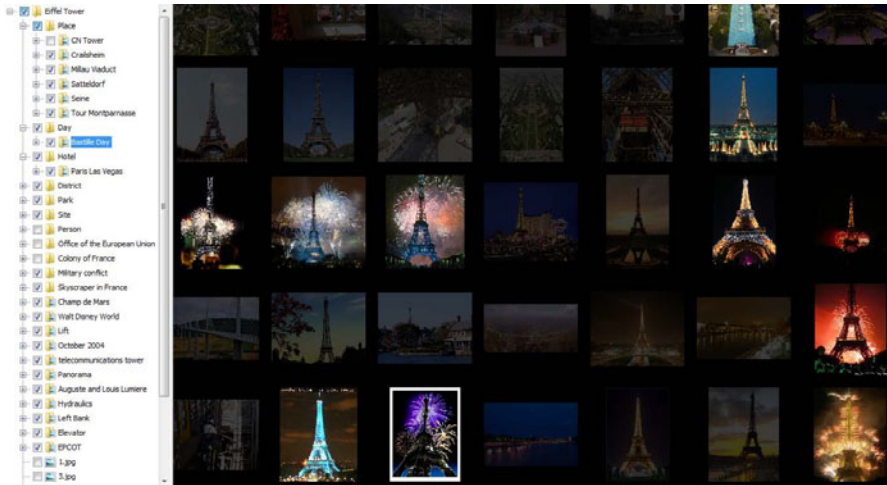 Eiffel Tower
Place
CN Tower
Crailsheim
Millau Viaduct
Satteldorf
Seine
Tour Montparnasse
Day
Bastille Day
Hotel
Paris Las Vegas
District
Park
Site
Person
Office of the European Union
Colony of France
Military conflict
Skyscraper in France
Champ de Mars
Walt Disney World
Lift
October 2004
telecommunications tower
Panorama
Auguste and Louis Lumiere
Hydraulics
Left Bank
Elevator
EPCOT
1.jpg
3.jpg